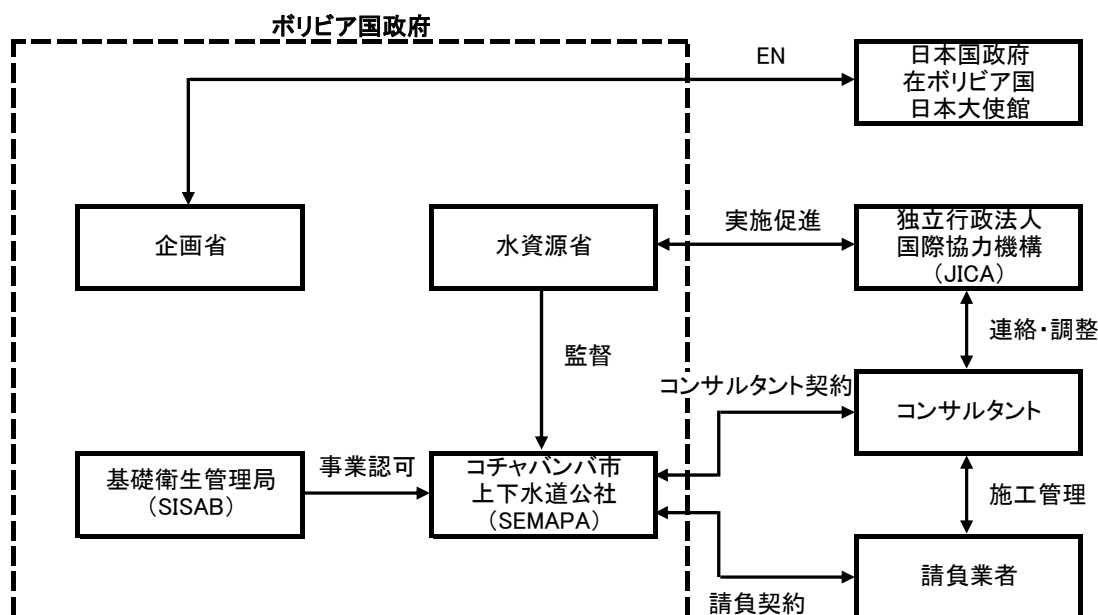 ボリビア国政府
EN
日本国政府
在ボリビア国
日本大使館
企画省
水資源省
実施促進
独立行政法人
国際協力機構
(JICA)
連絡・調整
監督
コンサルタント契約
コンサルタント
基礎衛生管理局
(SISAB)
事業認可
コチャバンバ市
上下水道公社
(SEMAPA)
施工管理
請負契約
請負業者